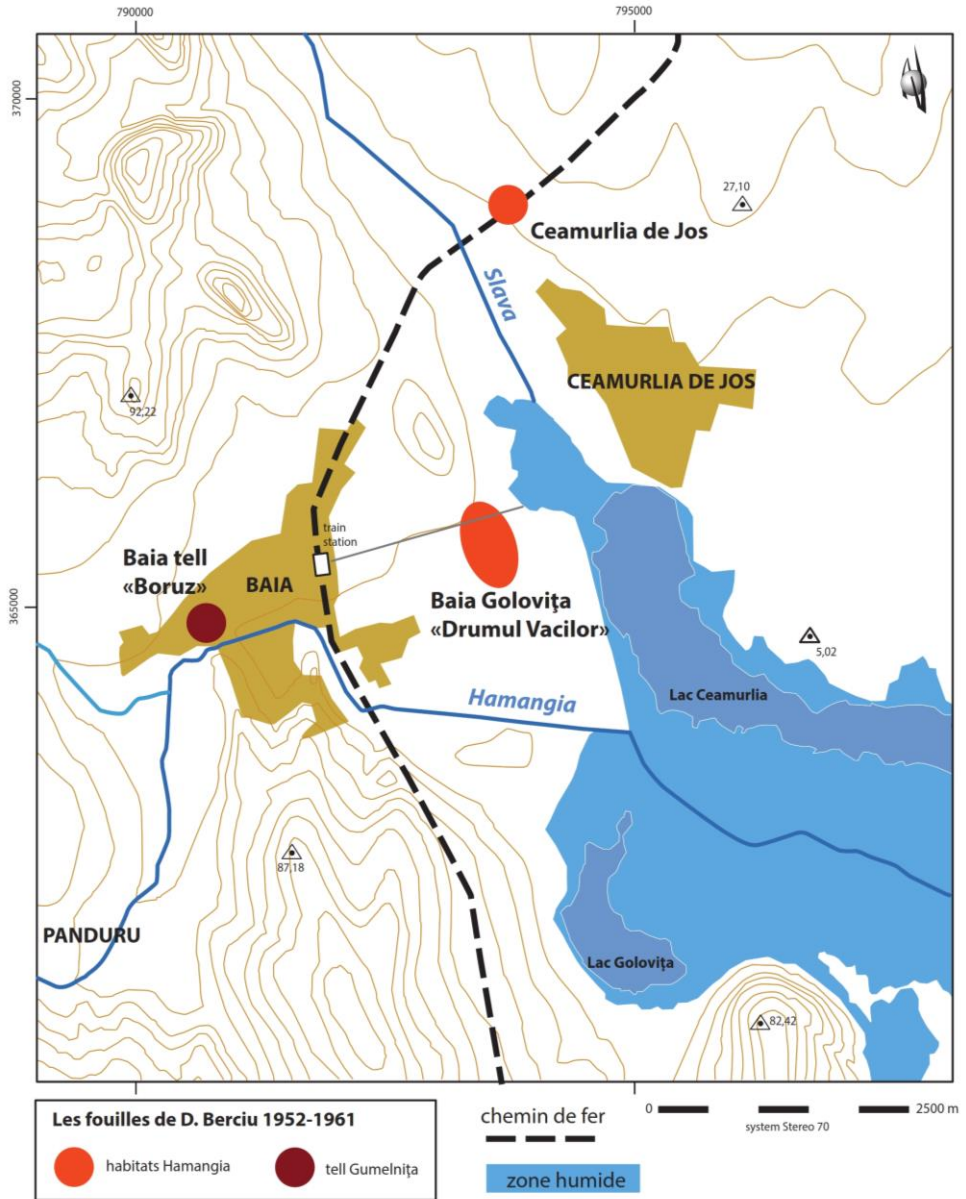 790000
795000
370000
27,10
Ceamurlia de Jos
Slava
CEAMURLIA DE JOS
92,22
train
station
Baia tell
«Boruz»
BAIA
Baia Goloviţa
«Drumul Vacilor»
365000
5,02
Lac Ceamurlia
Hamangia
87,18
PANDURU
Lac Goloviţa
82,42
Les fouilles de D. Berciu 1952-1961
habitats Hamangia
tell Gumelniţa
chemin de fer
zone humide
0
2500 m
system Stereo 70